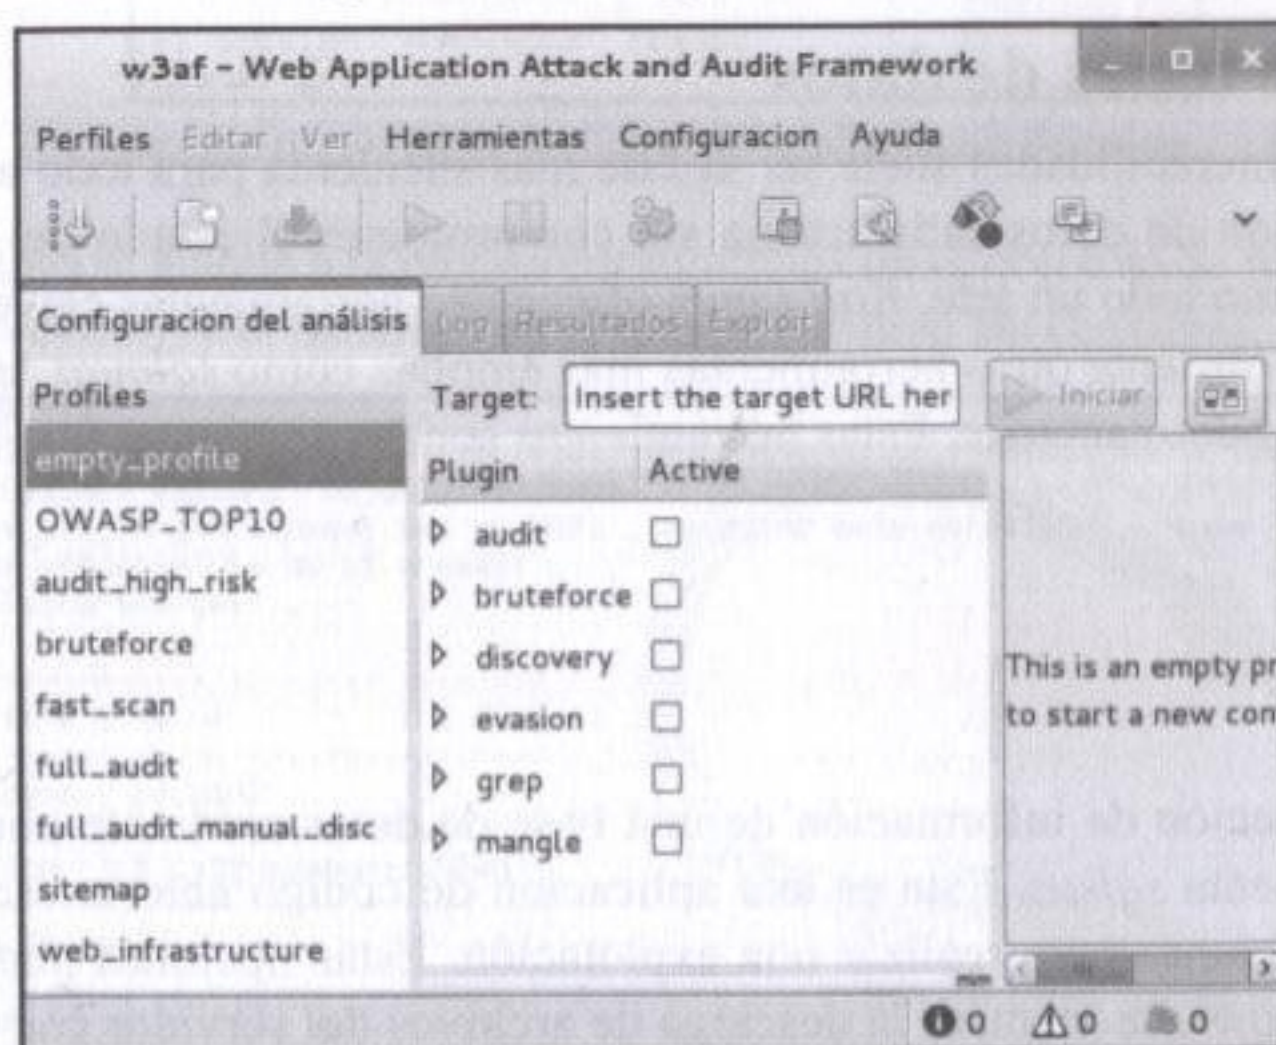 w3af - Web Application Attack and Audit Framework
Perfiles Editar Ver Herramientas Configuracion Ayuda
Configuracion del análisis Log Resultados Exploit
Profiles
Target: Insert the target URL her Iniciar
empty_profile
OWASP_TOP10
audit_high_risk
bruteforce
fast_scan
full_audit
full_audit_manual_disc
sitemap
web_infrastructure
Plugin Active
audit
bruteforce
discovery
evasion
grep
mangle
This is an empty pr
to start a new con
0 0 0